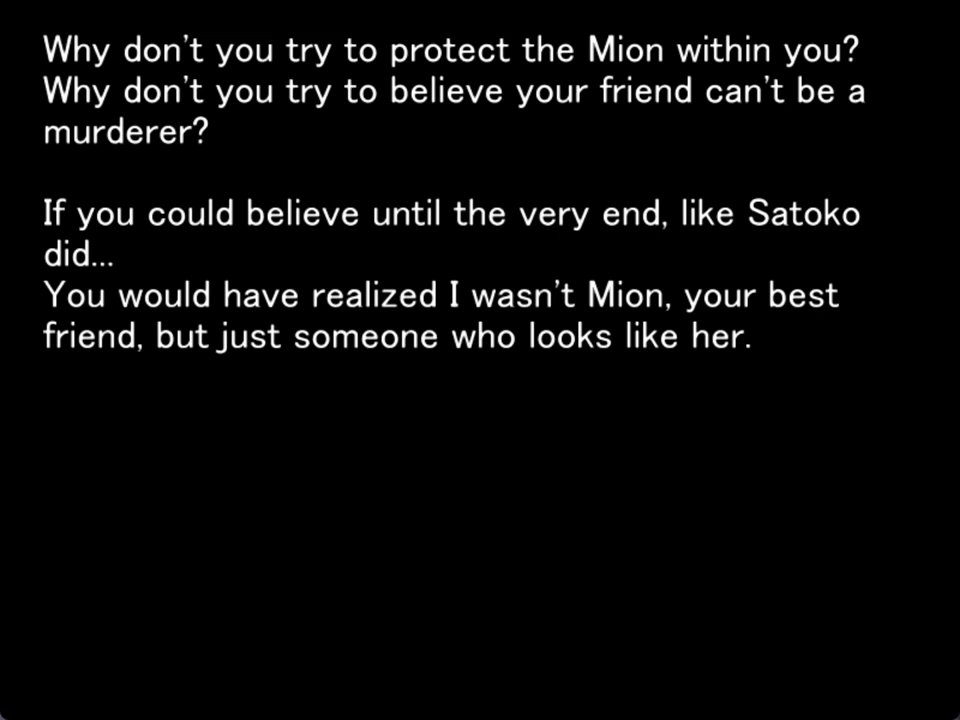 Why don't you try to protect the Mion within you?
Why don't you try to believe your friend can't be a
murderer?
If you could believe until the very end, like Satoko
did...
You would have realized I wasn't Mion, your best
friend, but just someone who looks like her.